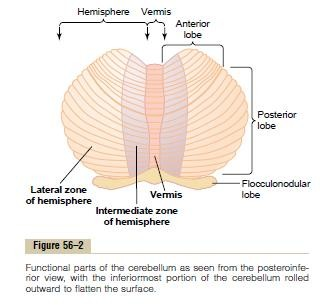 Hemisphere Vermis
Anterior
lobe
Posterior
lobe
Flocculonodular
lobe
Lateral zone
of hemisphere
Vermis
Intermediate zone
of hemisphere
Figure 56–2
Functional parts of the cerebellum as seen from the posteroinfe-
rior view, with the inferiormost portion of the cerebellum rolled
outward to flatten the surface.